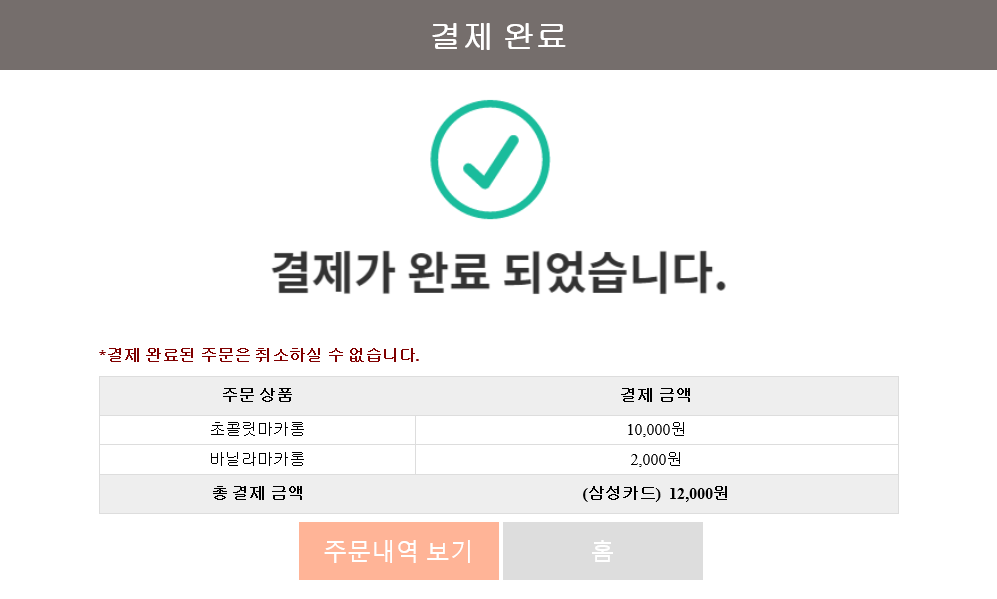 결제 완료
결제가 완료 되었습니다.
*결제 완료된 주문은 취소하실 수 없습니다.
주문 상품 결제 금액
초콜릿마카롱 10,000원
바닐라마카롱 2,000원
총 결제 금액 (삼성카드) 12,000원
주문내역 보기 홈